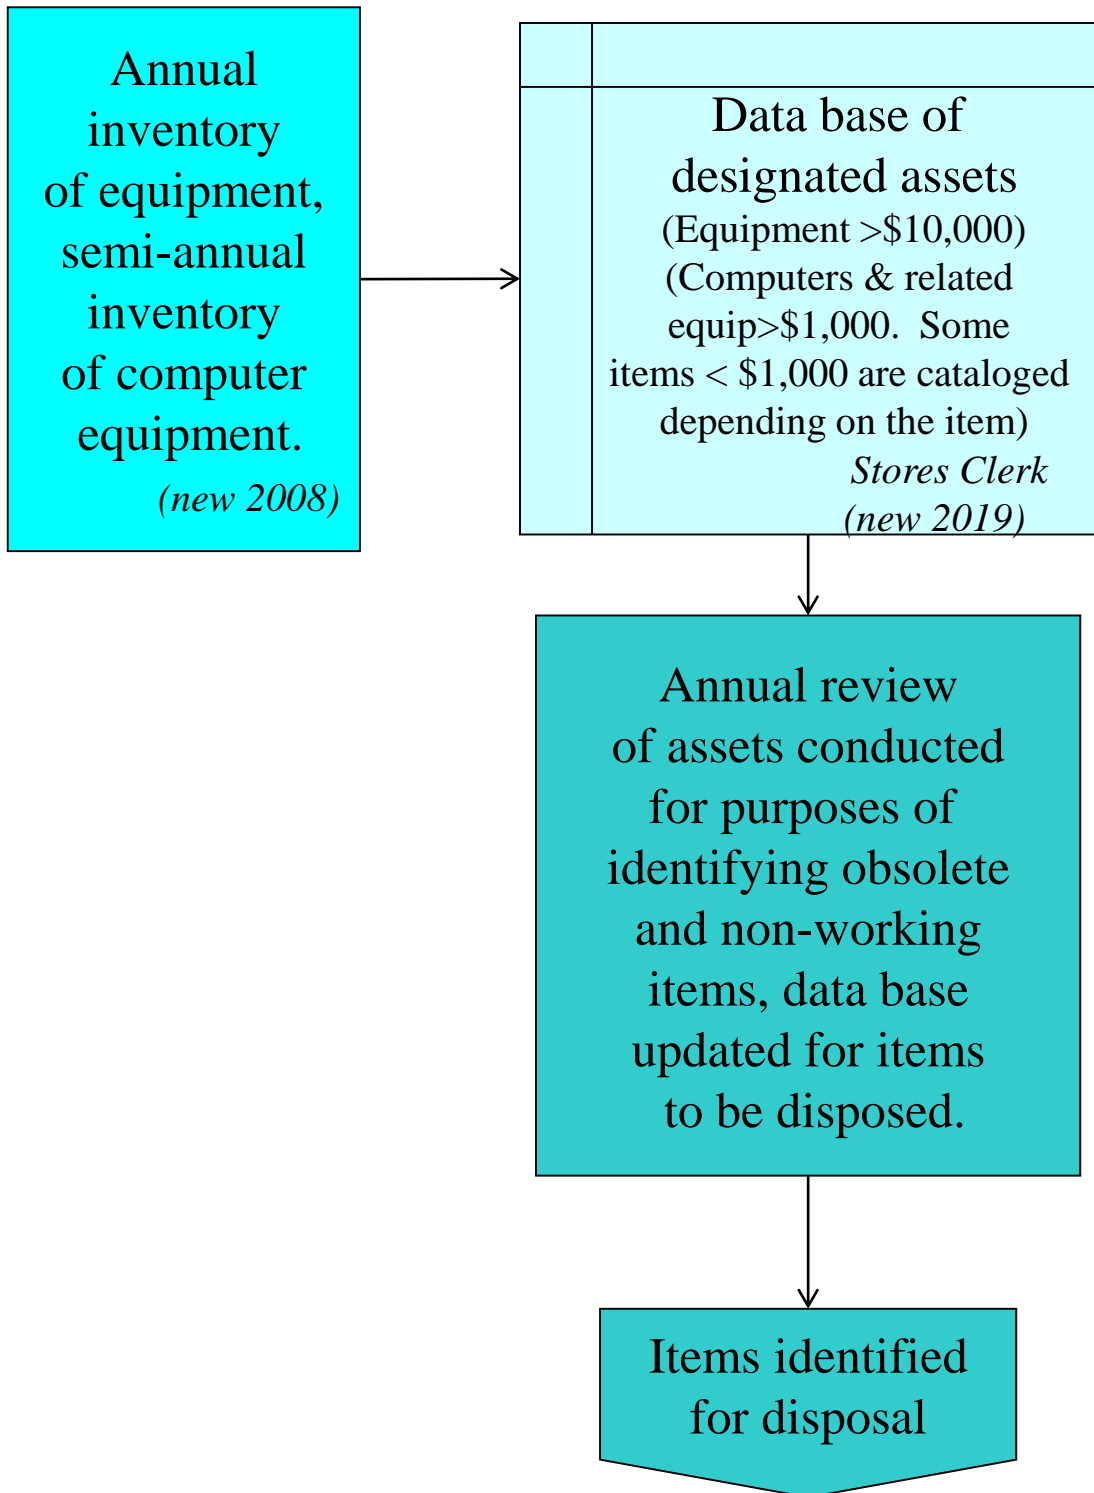 Annual
inventory
of equipment,
semi-annual
inventory
of computer
equipment.
(new 2008)
Data base of
designated assets
(Equipment >$10,000)
(Computers & related
equip>$1,000.  Some
items < $1,000 are cataloged
depending on the item)
Stores Clerk
(new 2019)
Annual review
of assets conducted
for purposes of
identifying obsolete
and non-working
items, data base
updated for items
to be disposed.
Items identified
for disposal